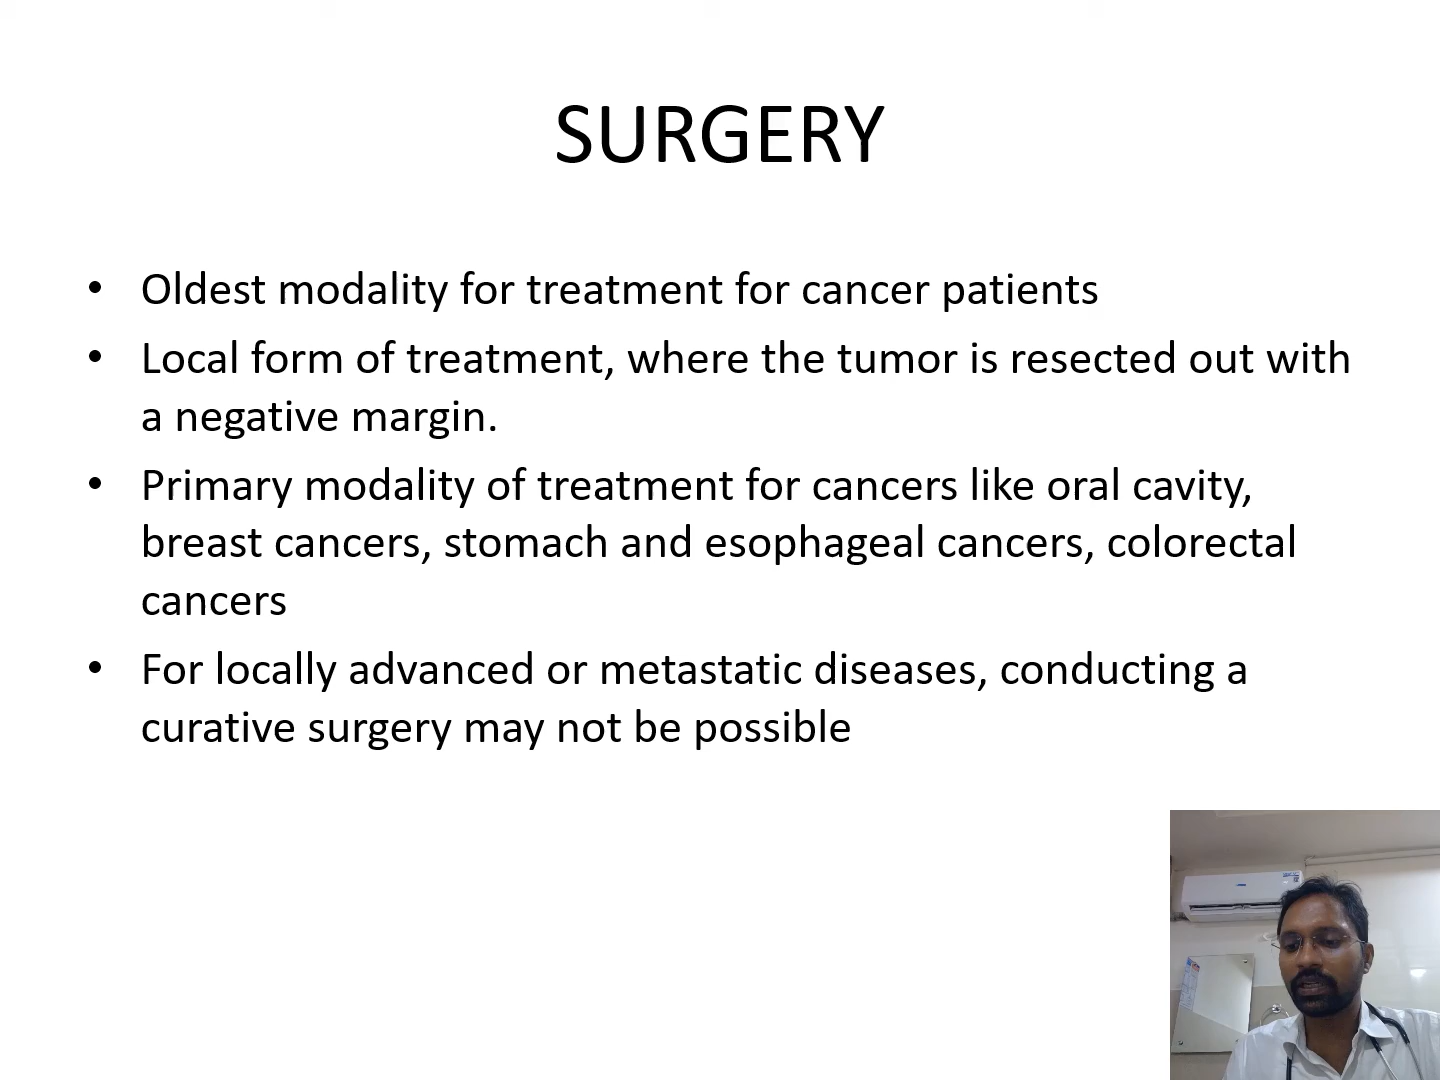 SURGERY
• Oldest modality for treatment for cancer patients
• Local form of treatment, where the tumor is resected out with
a negative margin.
• Primary modality of treatment for cancers like oral cavity,
breast cancers, stomach and esophageal cancers, colorectal
cancers
• For locally advanced or metastatic diseases, conducting a
curative surgery may not be possible